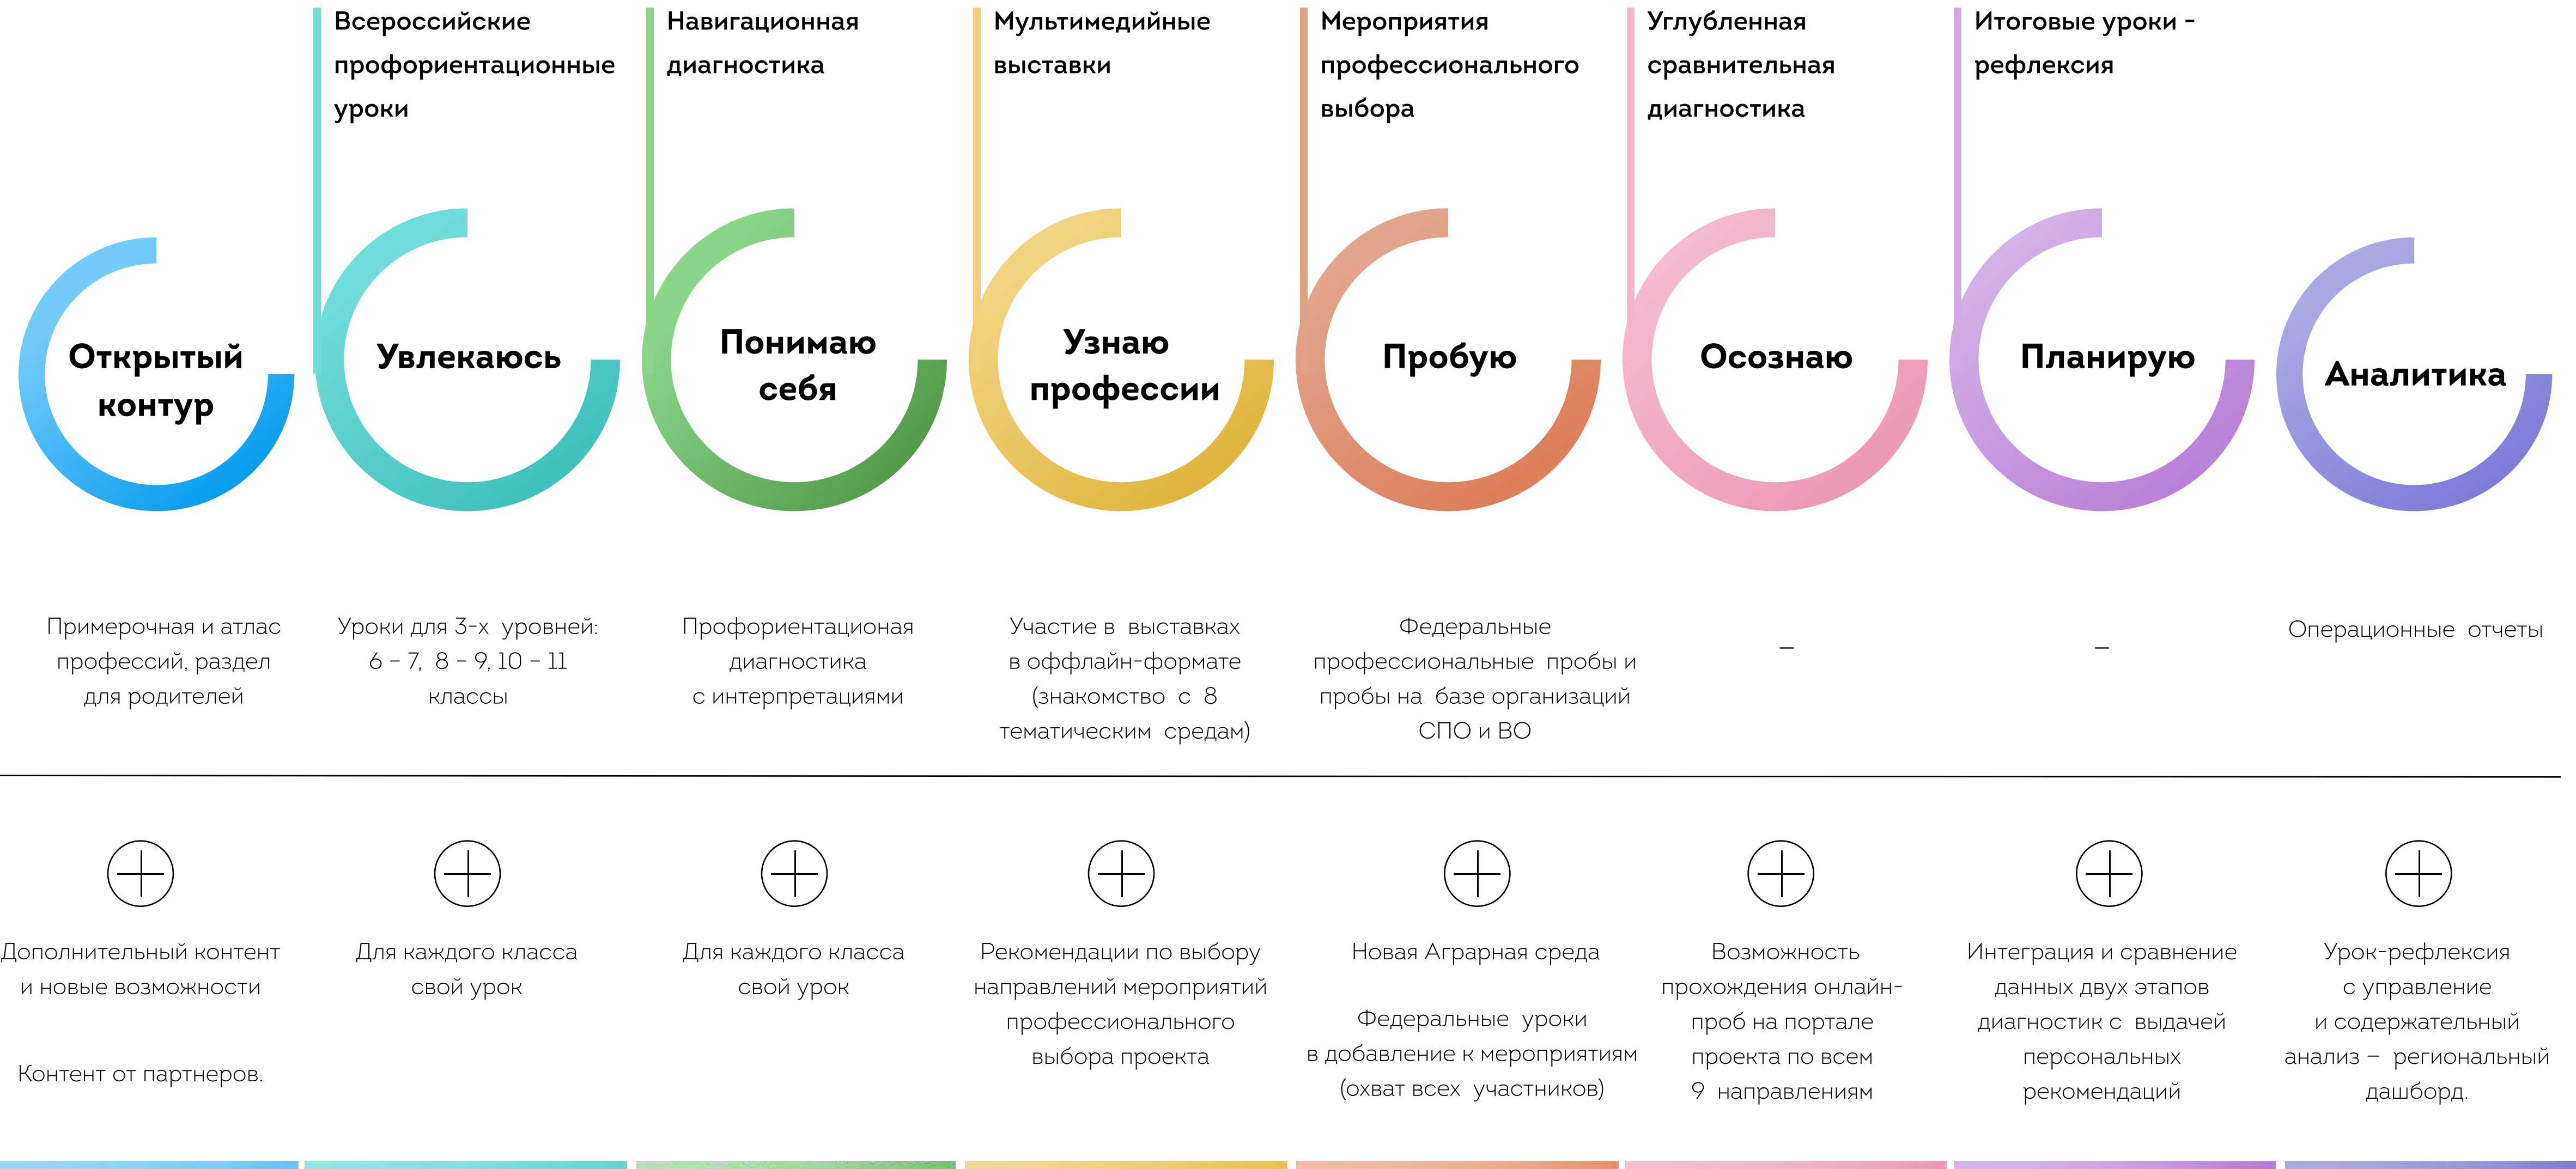 Всероссийские
профориентационные
уроки
Навигационная
диагностика
Мультимедийные
выставки
Мероприятия
профессионального
выбора
Углубленная
сравнительная
диагностика
Итоговые уроки -
рефлексия
Открытый
контур
Увлекаюсь
Понимаю
себя
Узнаю
профессии
Пробую
Осознаю
Планирую
Аналитика
Примерочная и атлас
профессий, раздел
для родителей
Уроки для 3-х уровней:
6 – 7, 8 – 9, 10 – 11
классы
Профориентационая
диагностика
с интерпретациями
Участие в выставках
в оффлайн-формате
(знакомство с 8
тематическим средам)
Федеральные
профессиональные пробы и
пробы на базе организаций
СПО и ВО
–
–
Операционные отчеты
Дополнительный контент
и новые возможности
Контент от партнеров.
Для каждого класса
свой урок
Для каждого класса
свой урок
Рекомендации по выбору
направлений мероприятий
профессионального
выбора проекта
Новая Аграрная среда
Федеральные уроки
в добавление к мероприятиям
(охват всех участников)
Возможность
прохождения онлайн-
проб на портале
проекта по всем
9 направлениям
Интеграция и сравнение
данных двух этапов
диагностик с выдачей
персональных
рекомендаций
Урок-рефлексия
с управление
и содержательный
анализ – региональный
дашборд.